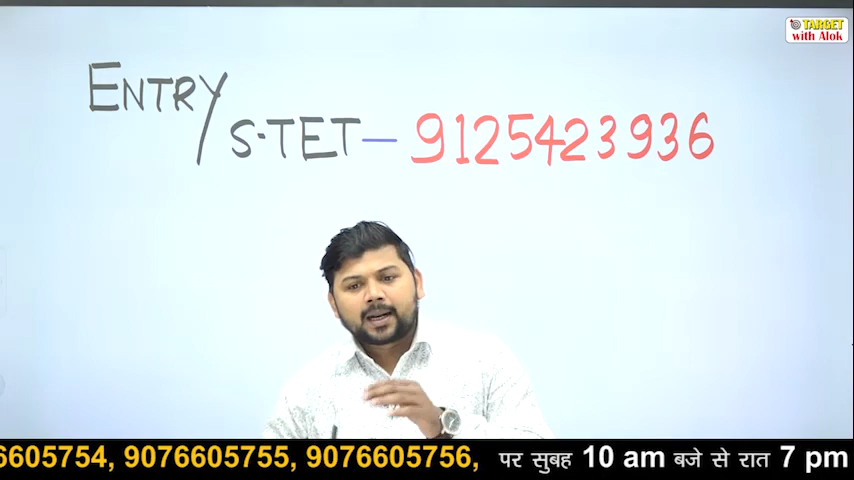 TARGET
with Alok
ENTRY
S-TET - 9125423936
6605754, 9076605755, 9076605756, पर सुबह 10 am बजे से रात 7 pm